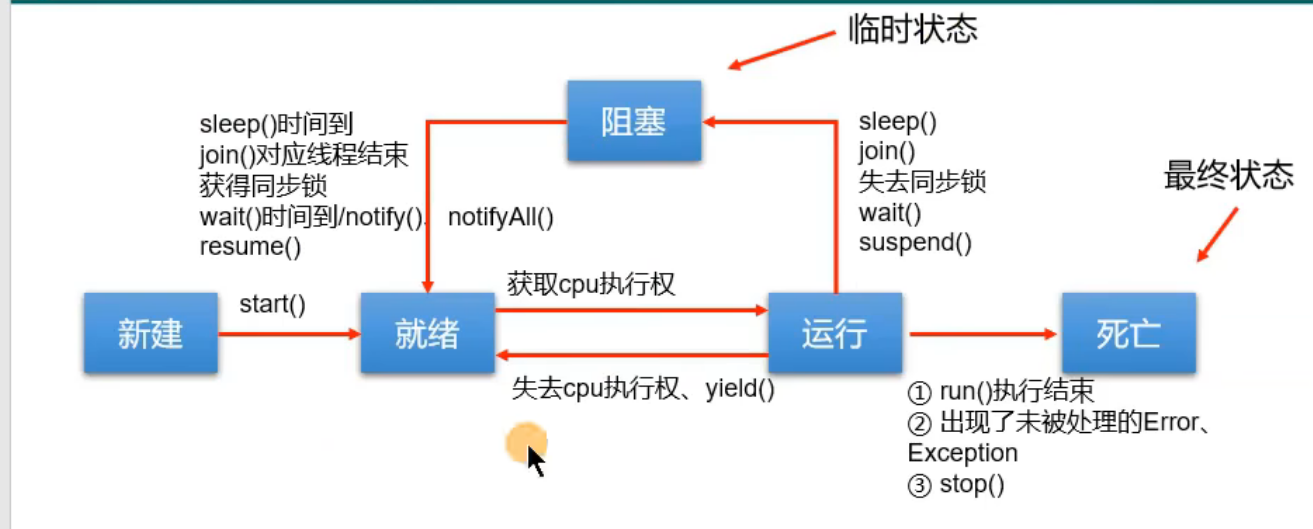 临时状态
阻塞
sleep()时间到
join()对应线程结束
获得同步锁
wait()时间到/notify()、notifyAll()
resume()
sleep()
join()
失去同步锁
wait()
suspend()
最终状态
新建
start()
就绪
获取cpu执行权
失去cpu执行权、yield()
运行
死亡
① run()执行结束
② 出现了未被处理的Error、
Exception
③ stop()